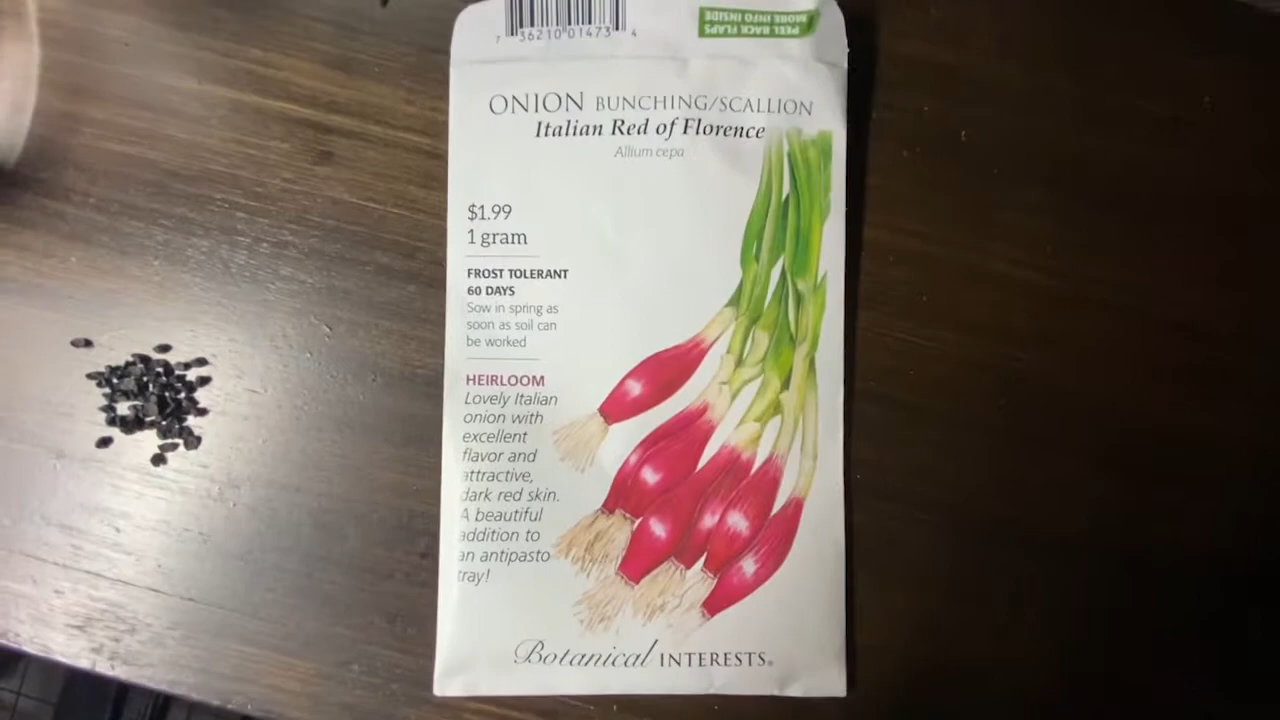 7 36210 01473 4
PEEL BACK FLAPS
MORE INFO INSIDE
ONION BUNCHING/SCALLION
Italian Red of Florence
Allium cepa
$1.99
1 gram
FROST TOLERANT
60 DAYS
Sow in spring as
soon as soil can
be worked
HEIRLOOM
Lovely Italian
onion with
excellent
flavor and
attractive,
dark red skin.
A beautiful
addition to
an antipasto
tray!
Botanical INTERESTS®